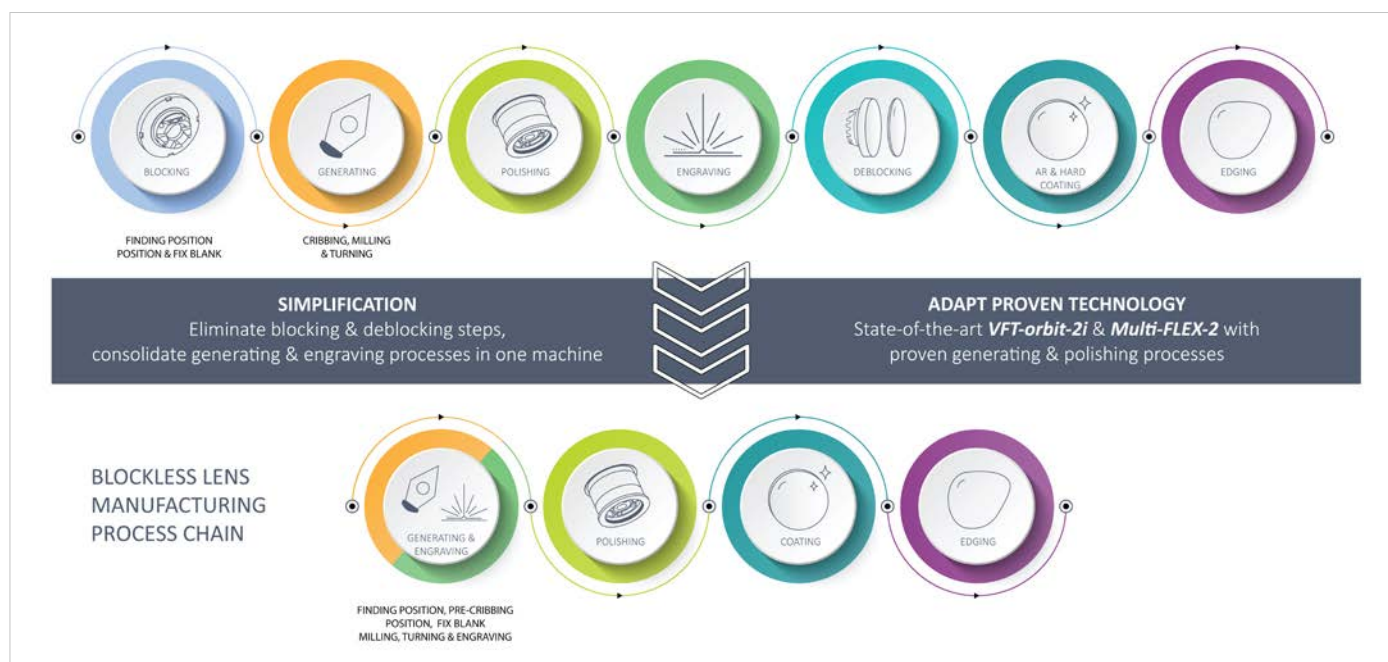 BLOCKING
GENERATING
POLISHING
ENGRAVING
DEBLOCKING
AR & HARD
COATING
EDGING
FINDING POSITION
POSITION & FIX BLANK
CRIBBING, MILLING
& TURNING
SIMPLIFICATION
Eliminate blocking & deblocking steps,
consolidate generating & engraving processes in one machine
ADAPT PROVEN TECHNOLOGY
State-of-the-art VFT-orbit-2i & Multi-FLEX-2 with
proven generating & polishing processes
BLOCKLESS LENS
MANUFACTURING
PROCESS CHAIN
GENERATING &
ENGRAVING
POLISHING
COATING
EDGING
FINDING POSITION, PRE-CRIBBING
POSITION, FIX BLANK
MILLING, TURNING & ENGRAVING